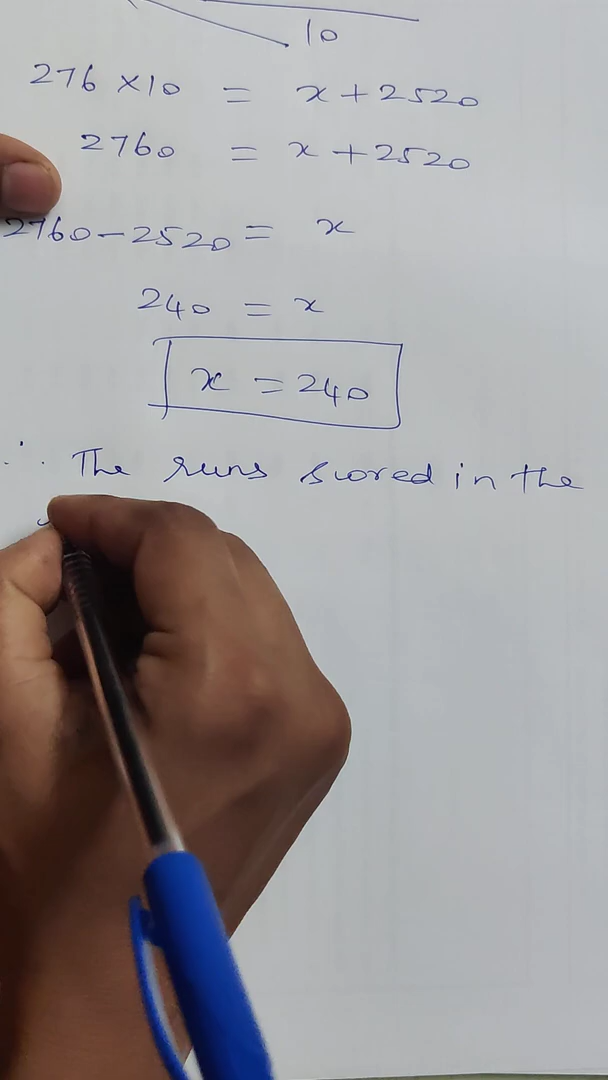 10
276 ×10 = x + 2520
2760 = x + 2520
2760 - 2520 = x
240 = x
x = 240
∴ The runs scored in the